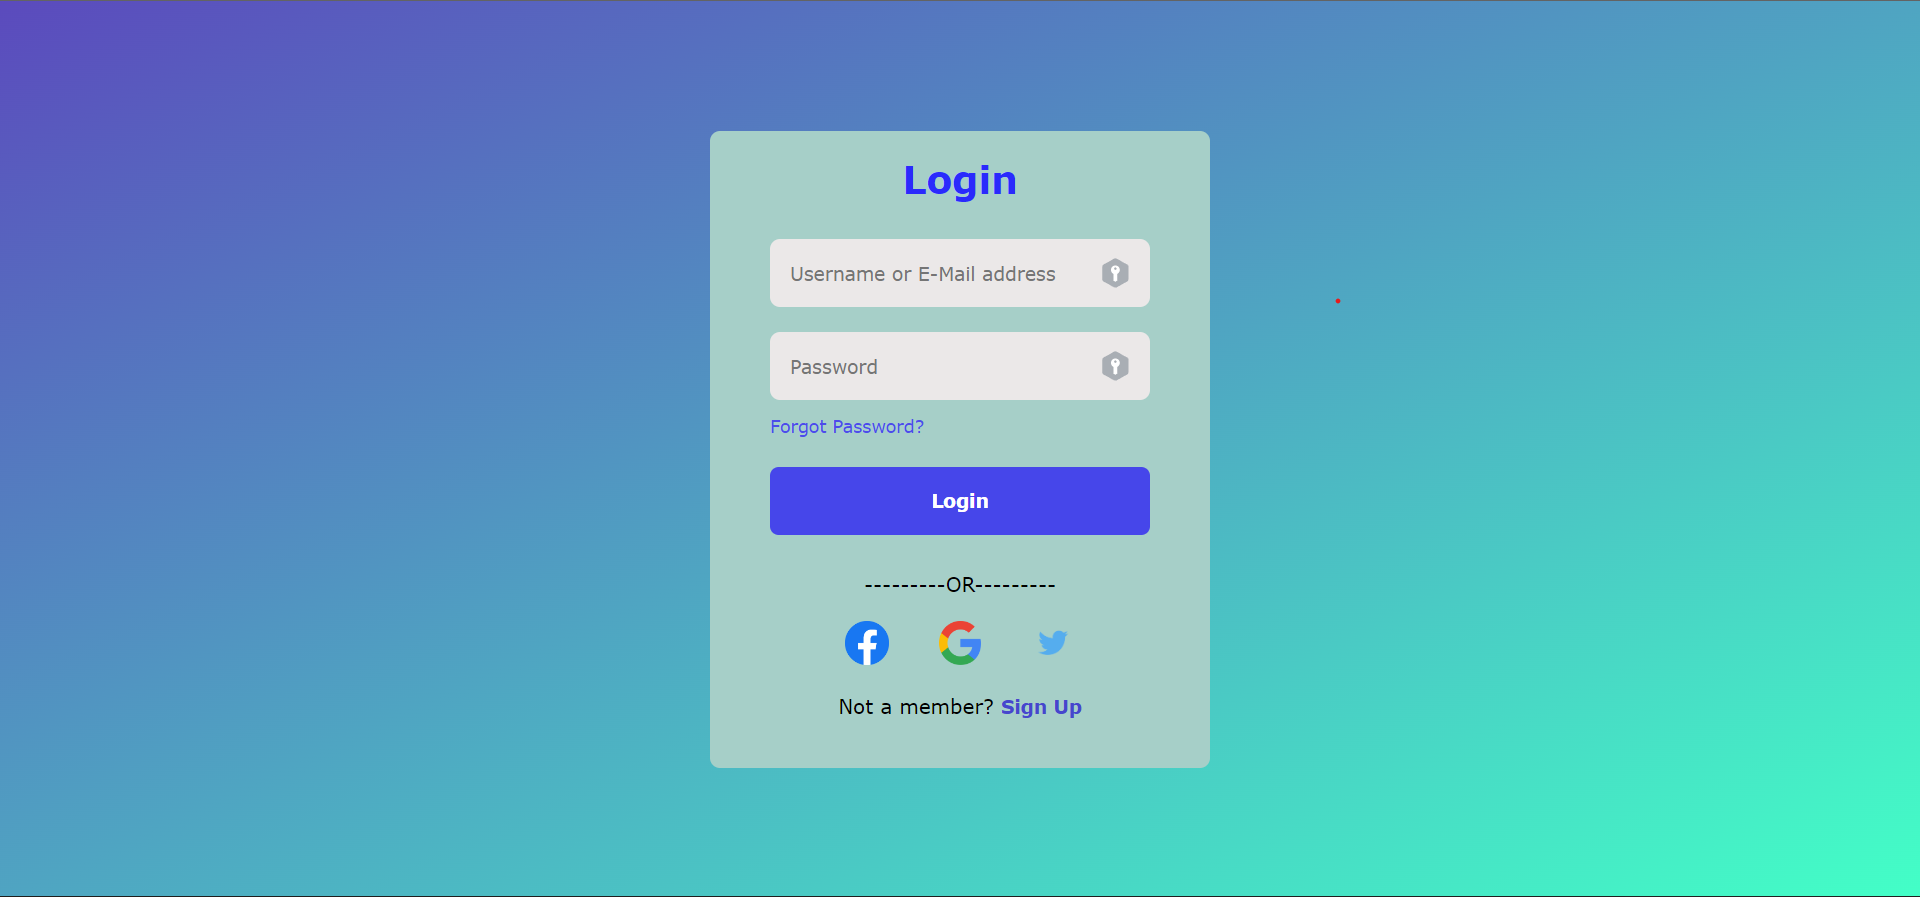 Login
Username or E-Mail address
Password
Forgot Password?
Login
---------OR---------
Not a member? Sign Up